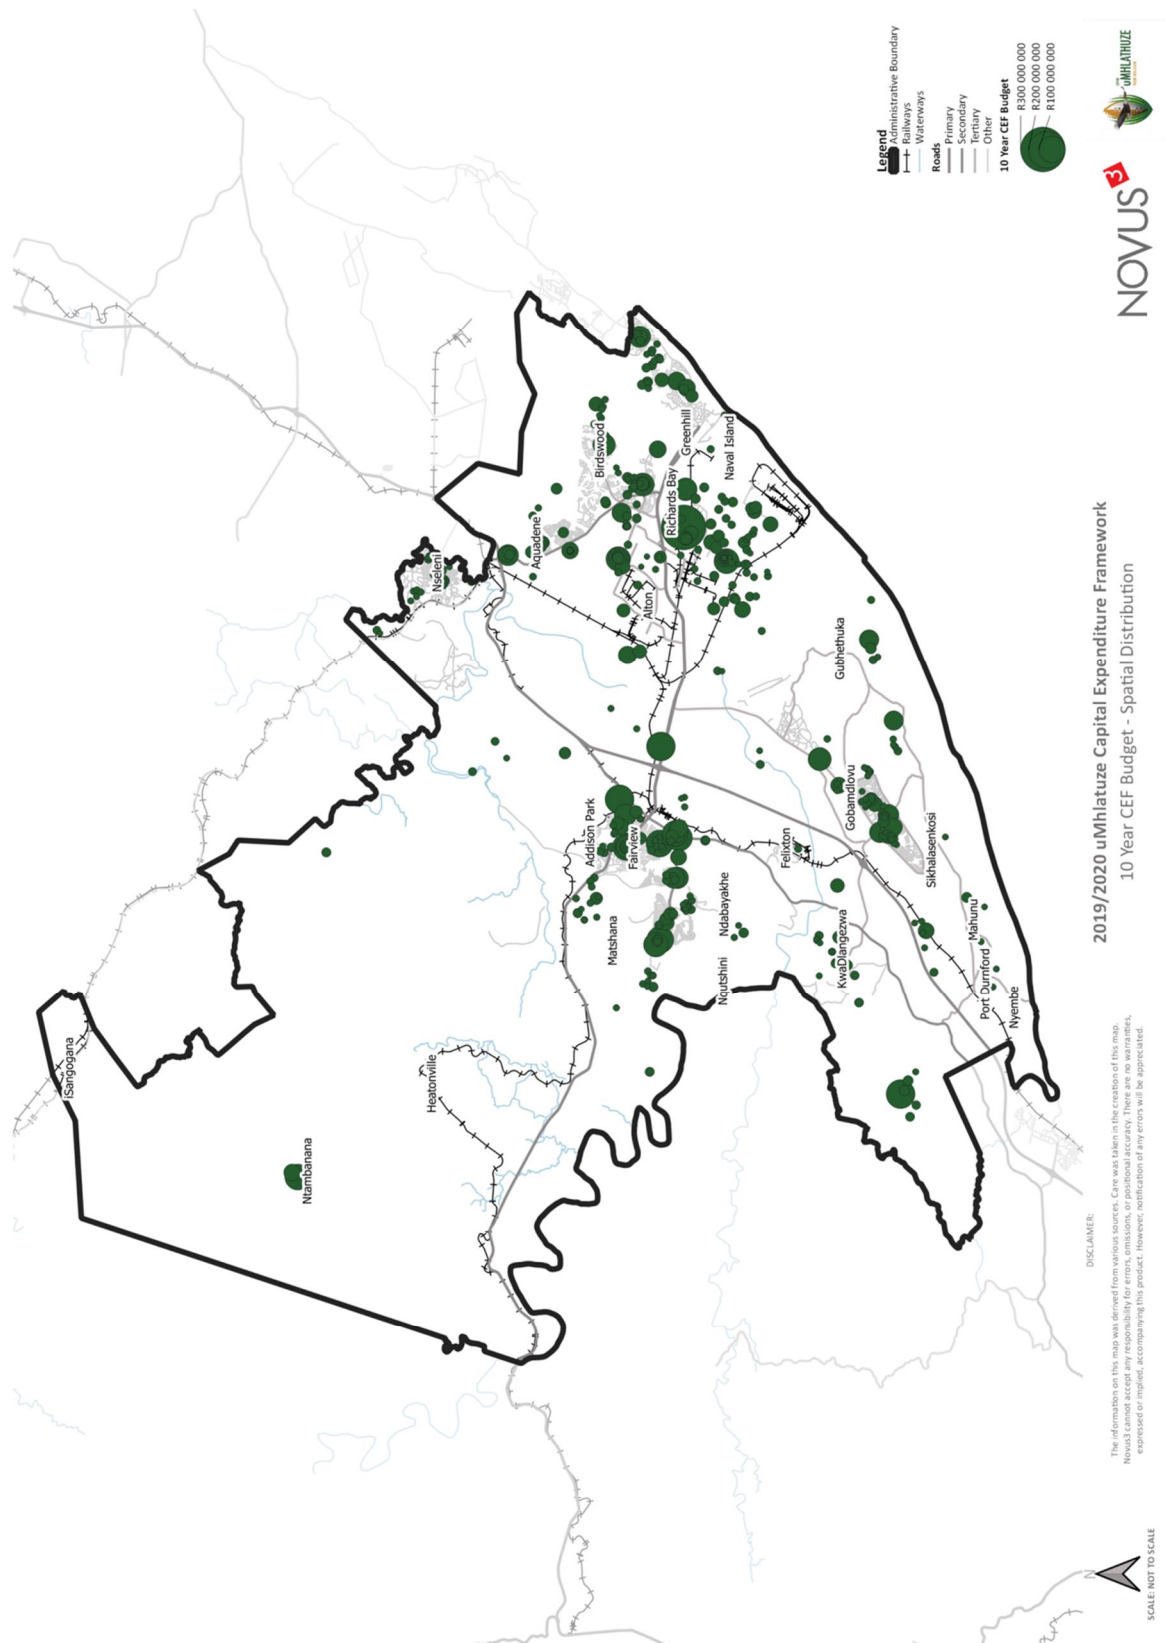 iSangogana
Ntambanana
Heatonville
Nseleni
Aquadene
Birdswood
Greenhill
Richards Bay
Naval Island
Alton
Addison Park
Fairview
Matshana
Ndabayakhe
Nqutshini
Felixton
Gubhethuka
Gobamdlovu
Sikhalasenkosi
KwaDlangezwa
Mahunu
Port Durnford
Nyembe
Legend
Administrative Boundary
Railways
Waterways
Roads
Primary
Secondary
Tertiary
Other
10 Year CEF Budget
R300 000 000
R200 000 000
R100 000 000
NOVUS3
uMHLATHUZE
2019/2020 uMhlatuze Capital Expenditure Framework
10 Year CEF Budget - Spatial Distribution
DISCLAIMER:
The information on this map was derived from various sources. Care was taken in the creation of this map.
Novus3 cannot accept any responsibility for errors, omissions, or positional accuracy. There are no warranties,
expressed or implied, accompanying this product. However, notification of any errors will be appreciated.
N
SCALE: NOT TO SCALE